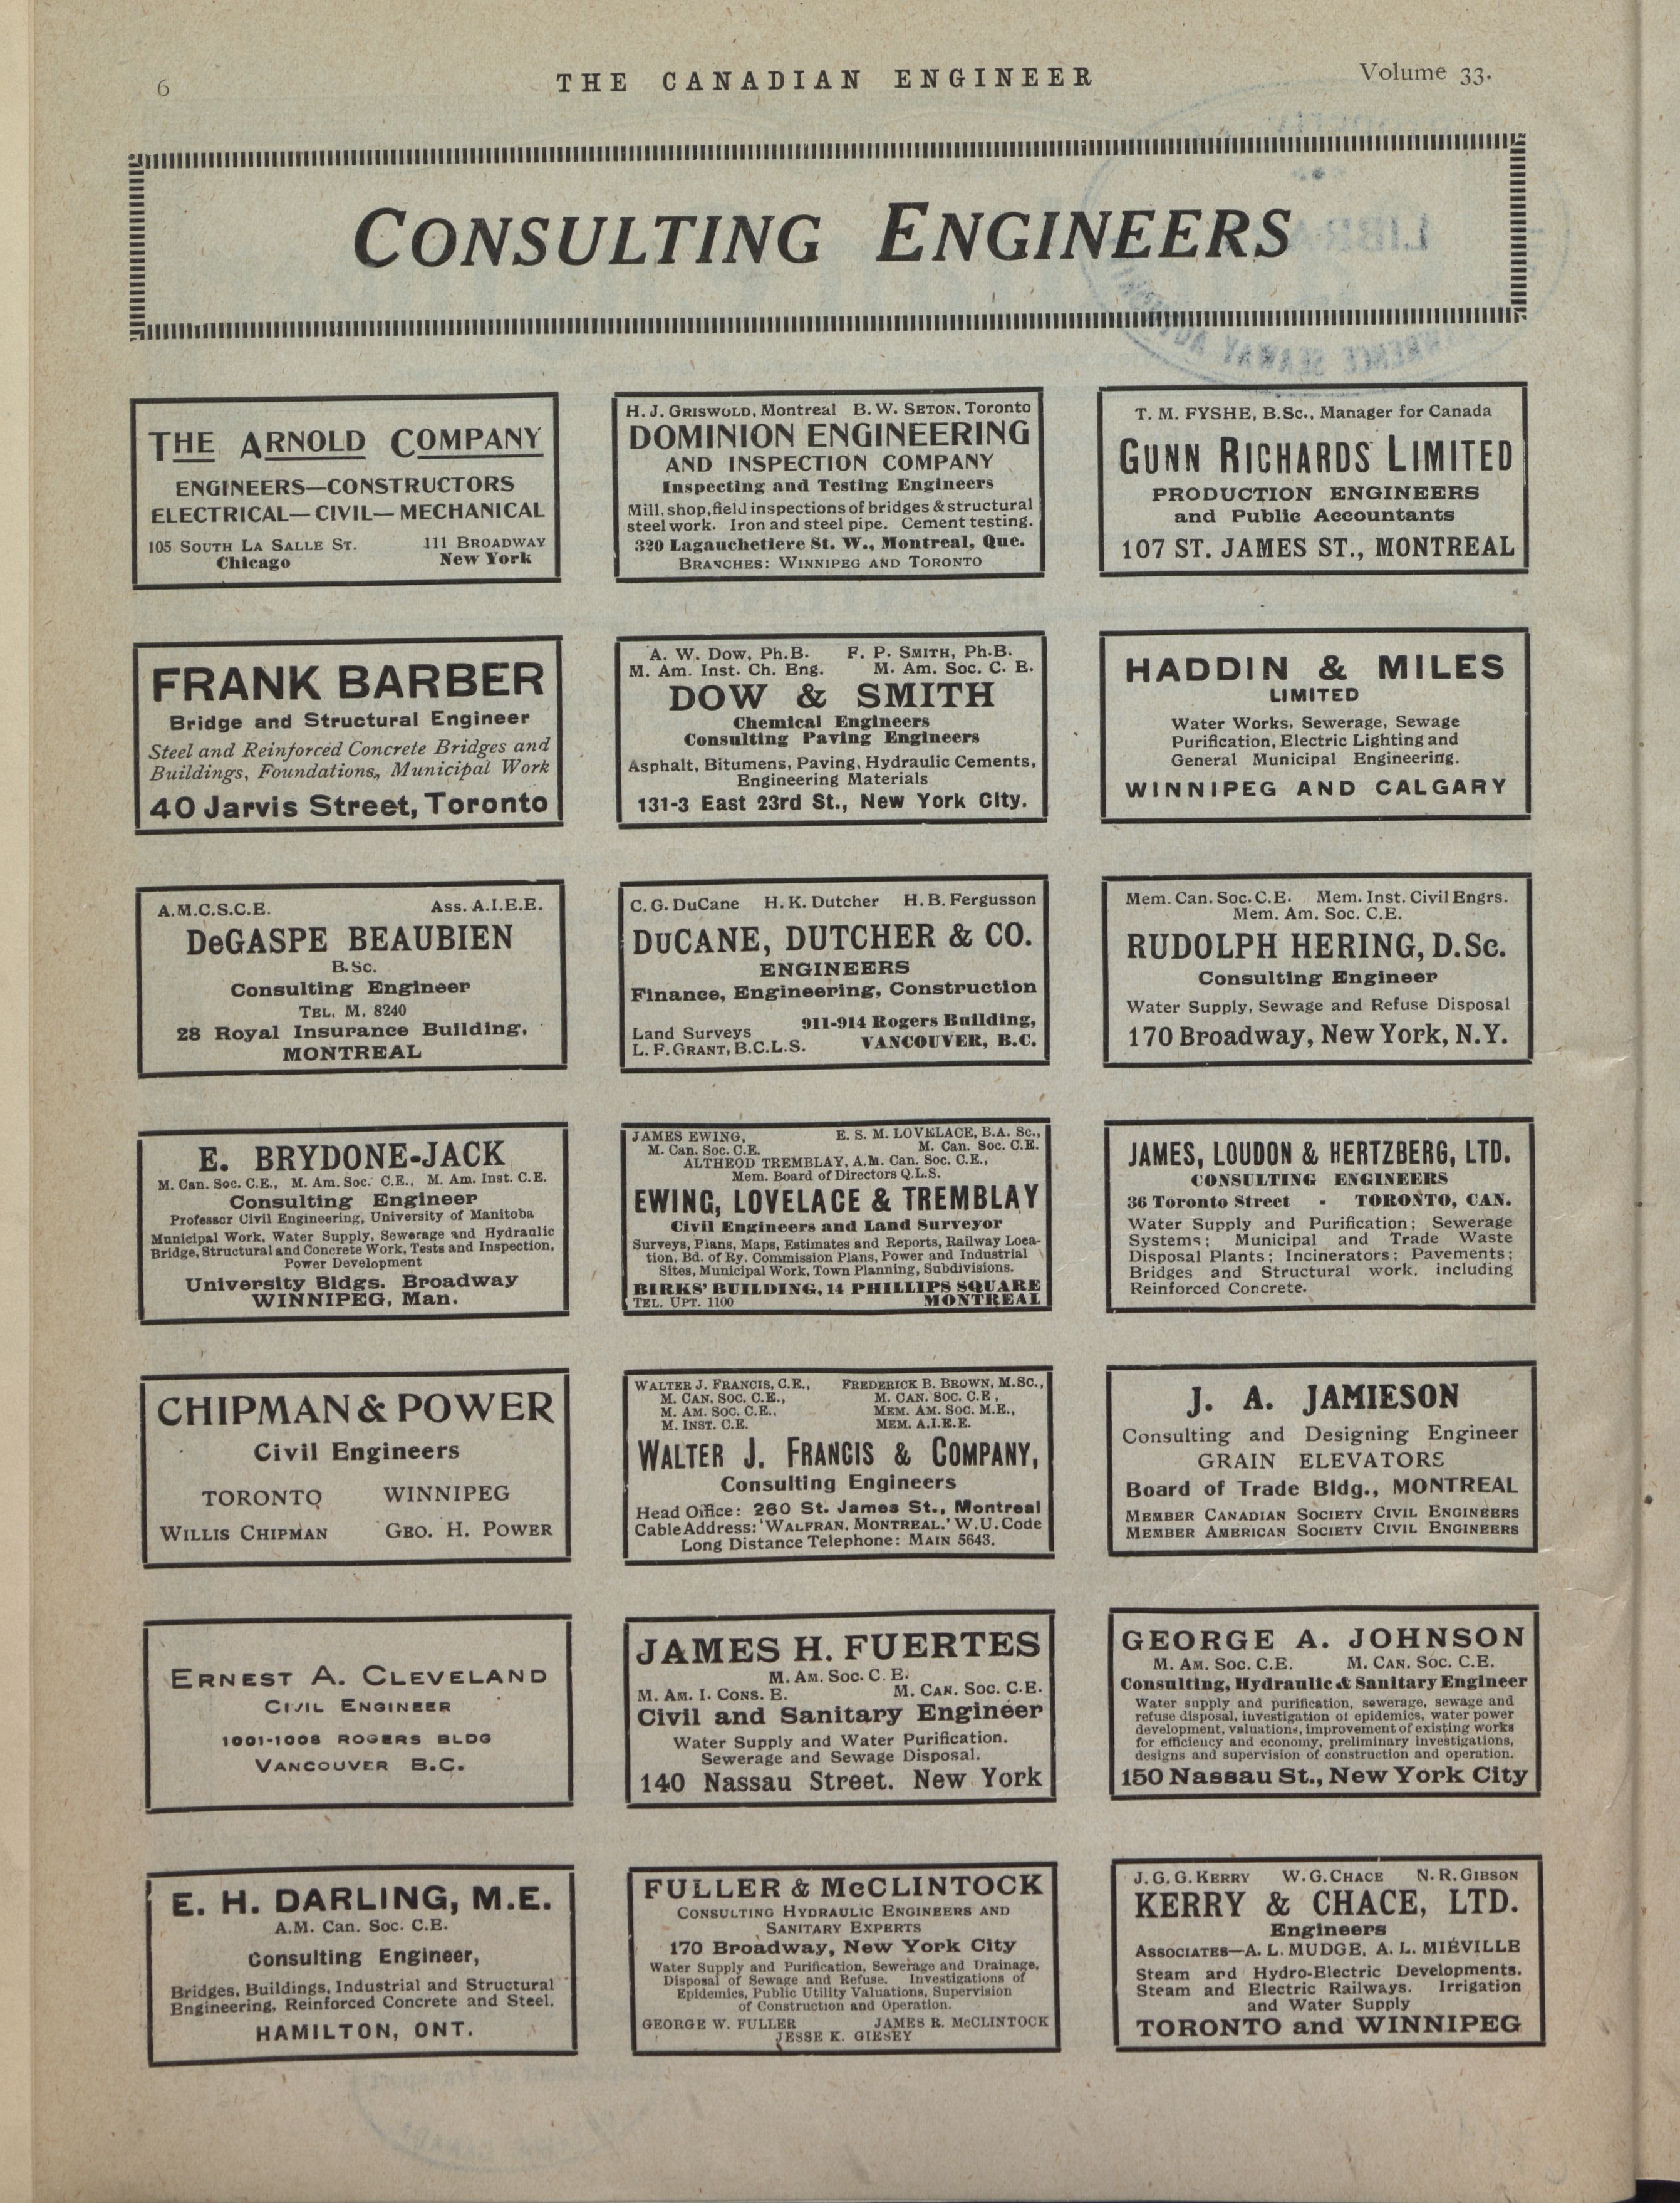 6
THE CANADIAN ENGINEER
Volume 33.
CONSULTING ENGINEERS
THE ARNOLD COMPANY
ENGINEERS—CONSTRUCTORS
ELECTRICAL—CIVIL—MECHANICAL
105 SOUTH LA SALLE ST. 111 BROADWAY
Chicago New York
H. J. GRISWOLD, Montreal B. W. SETON, Toronto
DOMINION ENGINEERING
AND INSPECTION COMPANY
Inspecting and Testing Engineers
Mill, shop, field inspections of bridges & structural
steel work. Iron and steel pipe. Cement testing.
320 Lagauchetiere St. W., Montreal, Que.
BRANCHES: WINNIPEG AND TORONTO
T. M. FYSHE, B.Sc., Manager for Canada
GUNN RICHARDS LIMITED
PRODUCTION ENGINEERS
and Public Accountants
107 ST. JAMES ST., MONTREAL
FRANK BARBER
Bridge and Structural Engineer
Steel and Reinforced Concrete Bridges and
Buildings, Foundations, Municipal Work
40 Jarvis Street, Toronto
A. W. DOW, Ph.B. F. P. SMITH, Ph.B.
M. Am. Inst. Ch. Eng. M. Am. Soc. C. E.
DOW & SMITH
Chemical Engineers
Consulting Paving Engineers
Asphalt, Bitumens, Paving, Hydraulic Cements,
Engineering Materials
131-3 East 23rd St., New York City.
HADDIN & MILES
LIMITED
Water Works, Sewerage, Sewage
Purification, Electric Lighting and
General Municipal Engineering.
WINNIPEG AND CALGARY
A.M.C.S.C.E. Ass. A.I.E.E.
DeGASPE BEAUBIEN
B.Sc.
Consulting Engineer
TEL. M. 8240
28 Royal Insurance Building,
MONTREAL
C. G. DuCane H. K. Dutcher H. B. Fergusson
DUCANE, DUTCHER & CO.
ENGINEERS
Finance, Engineering, Construction
Land Surveys 911-914 Rogers Building,
L. F. GRANT, B.C.L.S. VANCOUVER, B.C.
Mem. Can. Soc. C.E. Mem. Inst. Civil Engrs.
Mem. Am. Soc. C.E.
RUDOLPH HERING, D.Sc.
Consulting Engineer
Water Supply, Sewage and Refuse Disposal
170 Broadway, New York, N.Y.
E. BRYDONE-JACK
M. Can. Soc. C.E., M. Am. Soc. C.E., M. Am. Inst. C.E.
Consulting Engineer
Professor Civil Engineering, University of Manitoba
Municipal Work, Water Supply, Sewerage and Hydraulic
Bridge, Structural and Concrete Work, Tests and Inspection,
Power Development
University Bldgs. Broadway
WINNIPEG, Man.
JAMES EWING, E. S. M. LOVELACE, B.A. Sc.,
M. Can. Soc. C.E. M. Can. Soc. C.E.
ALTHEOD TREMBLAY, A.M. Can. Soc. C.E.,
Mem. Board of Directors Q.L.S.
EWING, LOVELACE & TREMBLAY
Civil Engineers and Land Surveyor
Surveys, Plans, Maps, Estimates and Reports, Railway Loca-
tion, Bd. of Ry. Commission Plans, Power and Industrial
Sites, Municipal Work, Town Planning, Subdivisions.
BIRKS' BUILDING, 14 PHILLIPS SQUARE
TEL. UPT. 1100 MONTREAL
JAMES, LOUDON & HERTZBERG, LTD.
CONSULTING ENGINEERS
36 Toronto Street - TORONTO, CAN.
Water Supply and Purification; Sewerage
Systems; Municipal and Trade Waste
Disposal Plants; Incinerators; Pavements;
Bridges and Structural work, including
Reinforced Concrete.
CHIPMAN & POWER
Civil Engineers
TORONTO WINNIPEG
WILLIS CHIPMAN GEO. H. POWER
WALTER J. FRANCIS, C.E., FREDERICK B. BROWN, M.SC.,
M. CAN. SOC. C.E., M. CAN. SOC. C.E,
M. AM. SOC. C.E., MEM. AM. SOC. M.E.,
M. INST. C.E. MEM. A.I.E.E.
WALTER J. FRANCIS & COMPANY,
Consulting Engineers
Head Office: 260 St. James St., Montreal
Cable Address: 'WALFRAN. MONTREAL.' W.U. Code
Long Distance Telephone: MAIN 5643.
J. A. JAMIESON
Consulting and Designing Engineer
GRAIN ELEVATORS
Board of Trade Bldg., MONTREAL
MEMBER CANADIAN SOCIETY CIVIL ENGINEERS
MEMBER AMERICAN SOCIETY CIVIL ENGINEERS
ERNEST A. CLEVELAND
CIVIL ENGINEER
1001-1008 ROGERS BLDG
VANCOUVER B.C.
JAMES H. FUERTES
M. AM. SOC. C.E.
M. AM. I. CONS. E. M. CAN. SOC. C.E.
Civil and Sanitary Engineer
Water Supply and Water Purification.
Sewerage and Sewage Disposal.
140 Nassau Street. New York
GEORGE A. JOHNSON
M. AM. SOC. C.E. M. CAN. SOC. C.E.
Consulting, Hydraulic & Sanitary Engineer
Water supply and purification, sewerage, sewage and
refuse disposal, investigation of epidemics, water power
development, valuations, improvement of existing works
for efficiency and economy, preliminary investigations,
designs and supervision of construction and operation.
150 Nassau St., New York City
E. H. DARLING, M.E.
A.M. Can. Soc. C.E.
Consulting Engineer,
Bridges, Buildings, Industrial and Structural
Engineering, Reinforced Concrete and Steel.
HAMILTON, ONT.
FULLER & McCLINTOCK
CONSULTING HYDRAULIC ENGINEERS AND
SANITARY EXPERTS
170 Broadway, New York City
Water Supply and Purification, Sewerage and Drainage,
Disposal of Sewage and Refuse. Investigations of
Epidemics, Public Utility Valuations, Supervision
of Construction and Operation.
GEORGE W. FULLER JAMES R. McCLINTOCK
JESSE K. GIESEY
J. G. G. KERRY W. G. CHACE N. R. GIBSON
KERRY & CHACE, LTD.
Engineers
ASSOCIATES—A. L. MUDGE, A. L. MIÉVILLE
Steam and Hydro-Electric Developments.
Steam and Electric Railways. Irrigation
and Water Supply
TORONTO and WINNIPEG